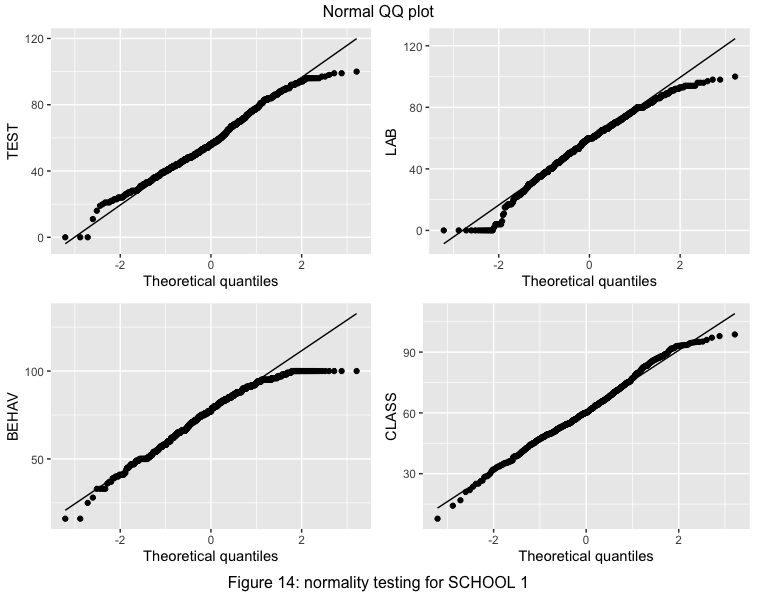 Normal QQ plot
TEST
120
80
40
0
-2 0 2
Theoretical quantiles
LAB
120
80
40
0
-2 0 2
Theoretical quantiles
BEHAV
100
50
-2 0 2
Theoretical quantiles
CLASS
90
60
30
-2 0 2
Theoretical quantiles
Figure 14: normality testing for SCHOOL 1